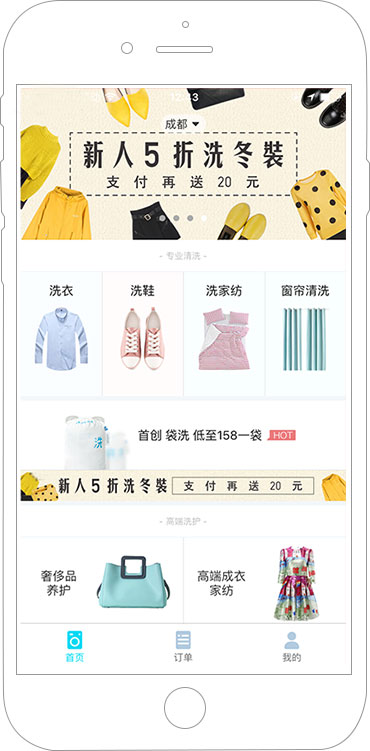 成都
新人5折洗冬裝
支付再送20元
- 专业清洗 -
洗衣
洗鞋
洗家纺
窗帘清洗
首创 袋洗 低至158一袋 HOT
洗
新人5折洗冬裝 支付再送20元
- 高端洗护 -
奢侈品
养护
高端成衣
家纺
首页
订单
我的